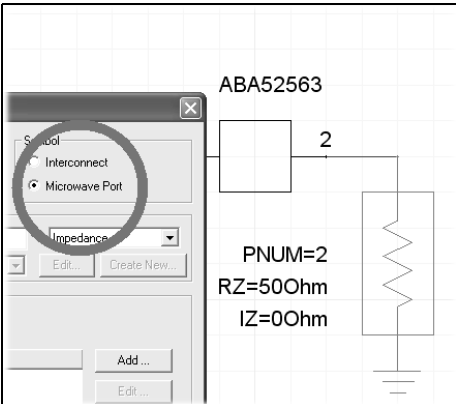 ABA52563
Symbol
Interconnect
2
Microwave Port
Impedance
PNUM=2
Edit... Create New...
RZ=50Ohm
IZ=0Ohm
Add ...
Edit ...